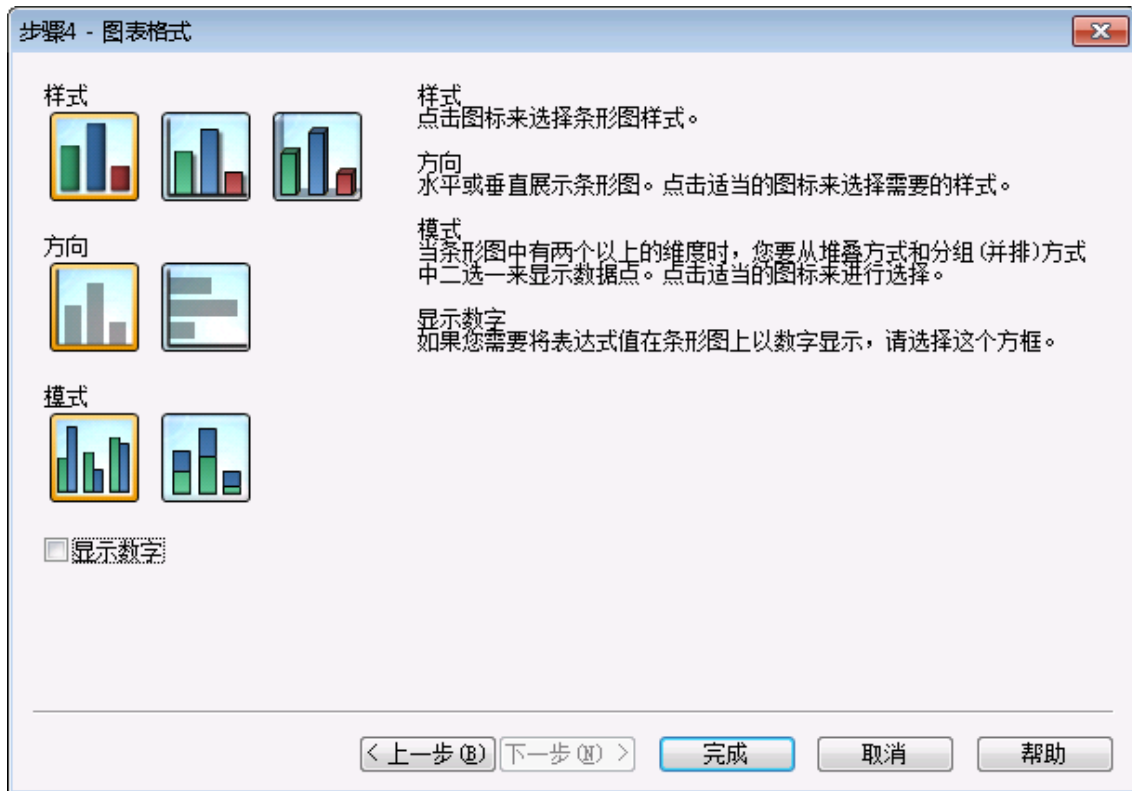 步骤4 - 图表格式
样式
方向
模式
显示数字
样式
点击图标来选择条形图样式。
方向
水平或垂直展示条形图。点击适当的图标来选择需要的样式。
模式
当条形图中有两个以上的维度时，您要从堆叠方式和分组(并排)方式
中二选一来显示数据点。点击适当的图标来进行选择。
显示数字
如果您需要将表达式值在条形图上以数字显示，请选择这个方框。
< 上一步(B) 下一步(N) > 完成 取消 帮助